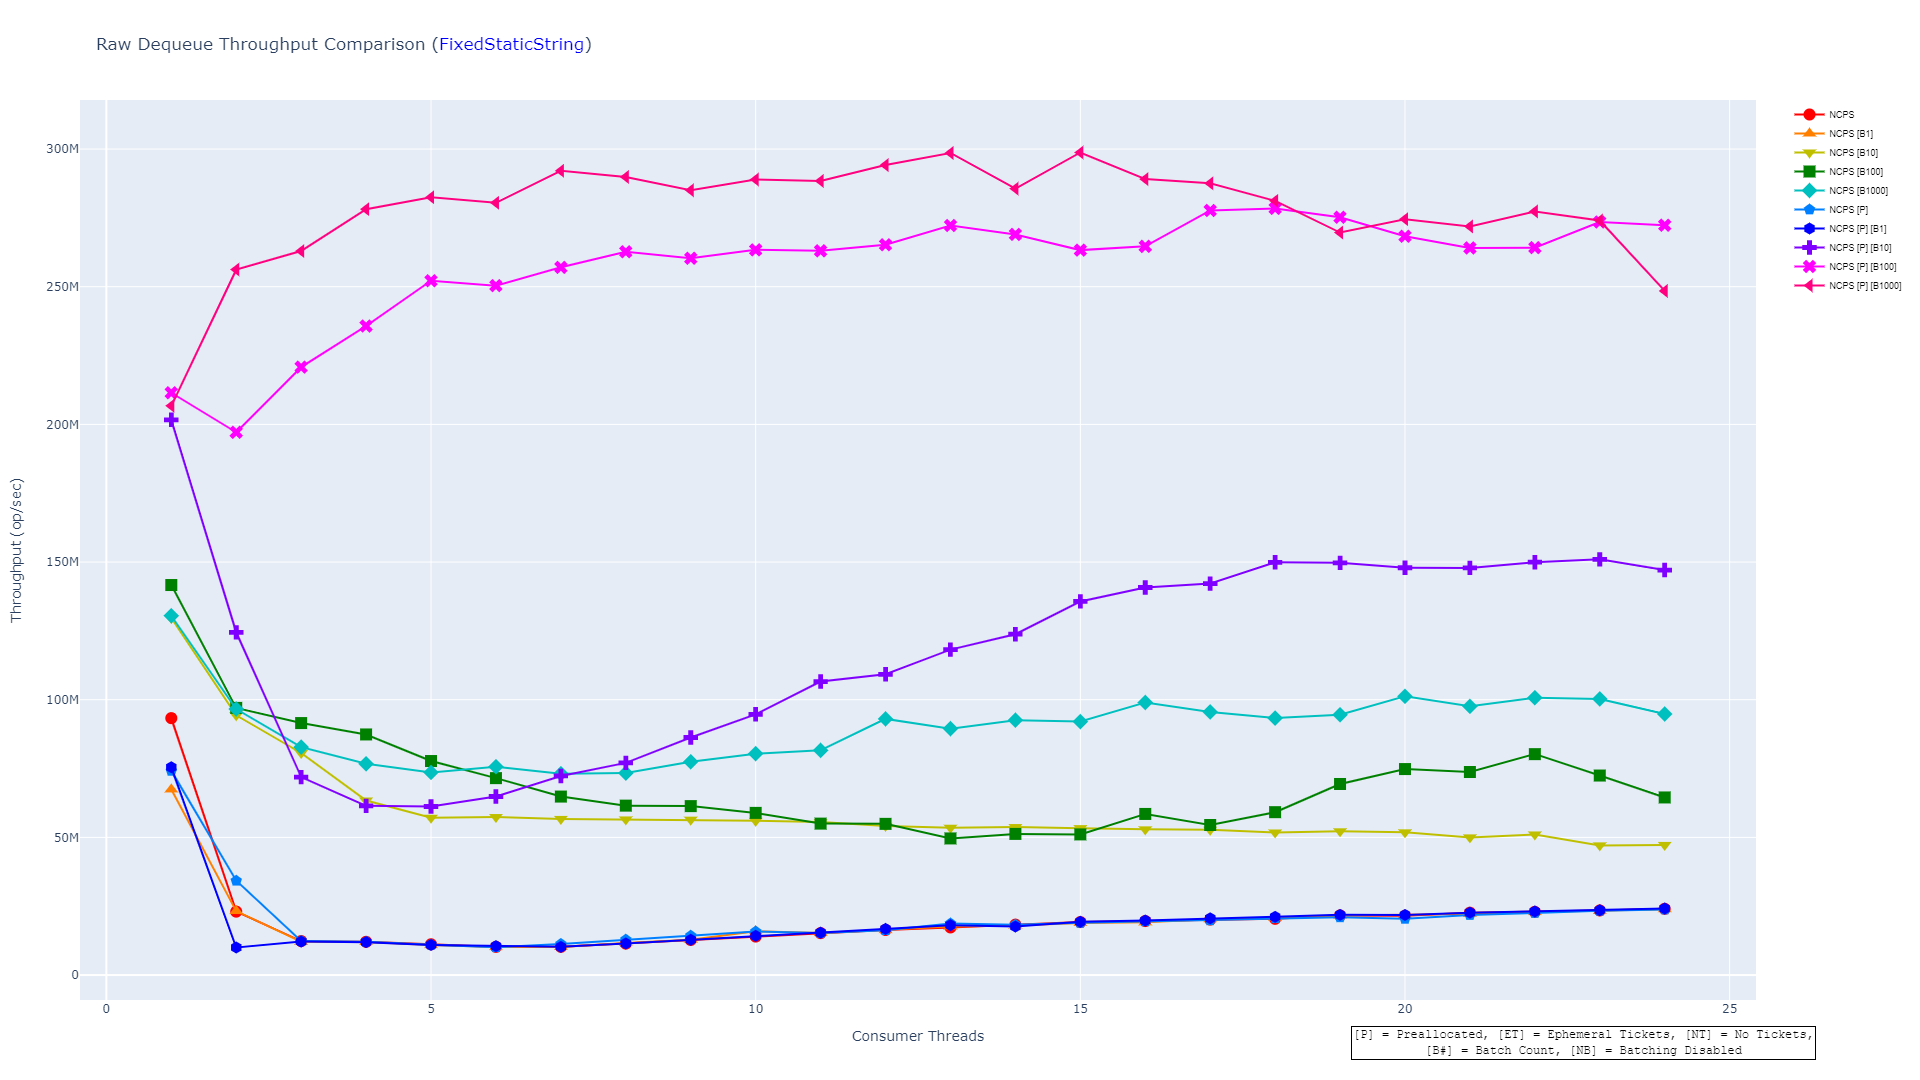 Raw Dequeue Throughput Comparison (FixedStaticString)
NCPS
NCPS [B1]
NCPS [B10]
NCPS [B100]
NCPS [B1000]
NCPS [P]
NCPS [P] [B1]
NCPS [P] [B10]
NCPS [P] [B100]
NCPS [P] [B1000]
Throughput (op/sec)
300M
250M
200M
150M
100M
50M
0
0 5 10 15 20 25
Consumer Threads
[P] = Preallocated, [ET] = Ephemeral Tickets, [NT] = No Tickets,
[B#] = Batch Count, [NB] = Batching Disabled